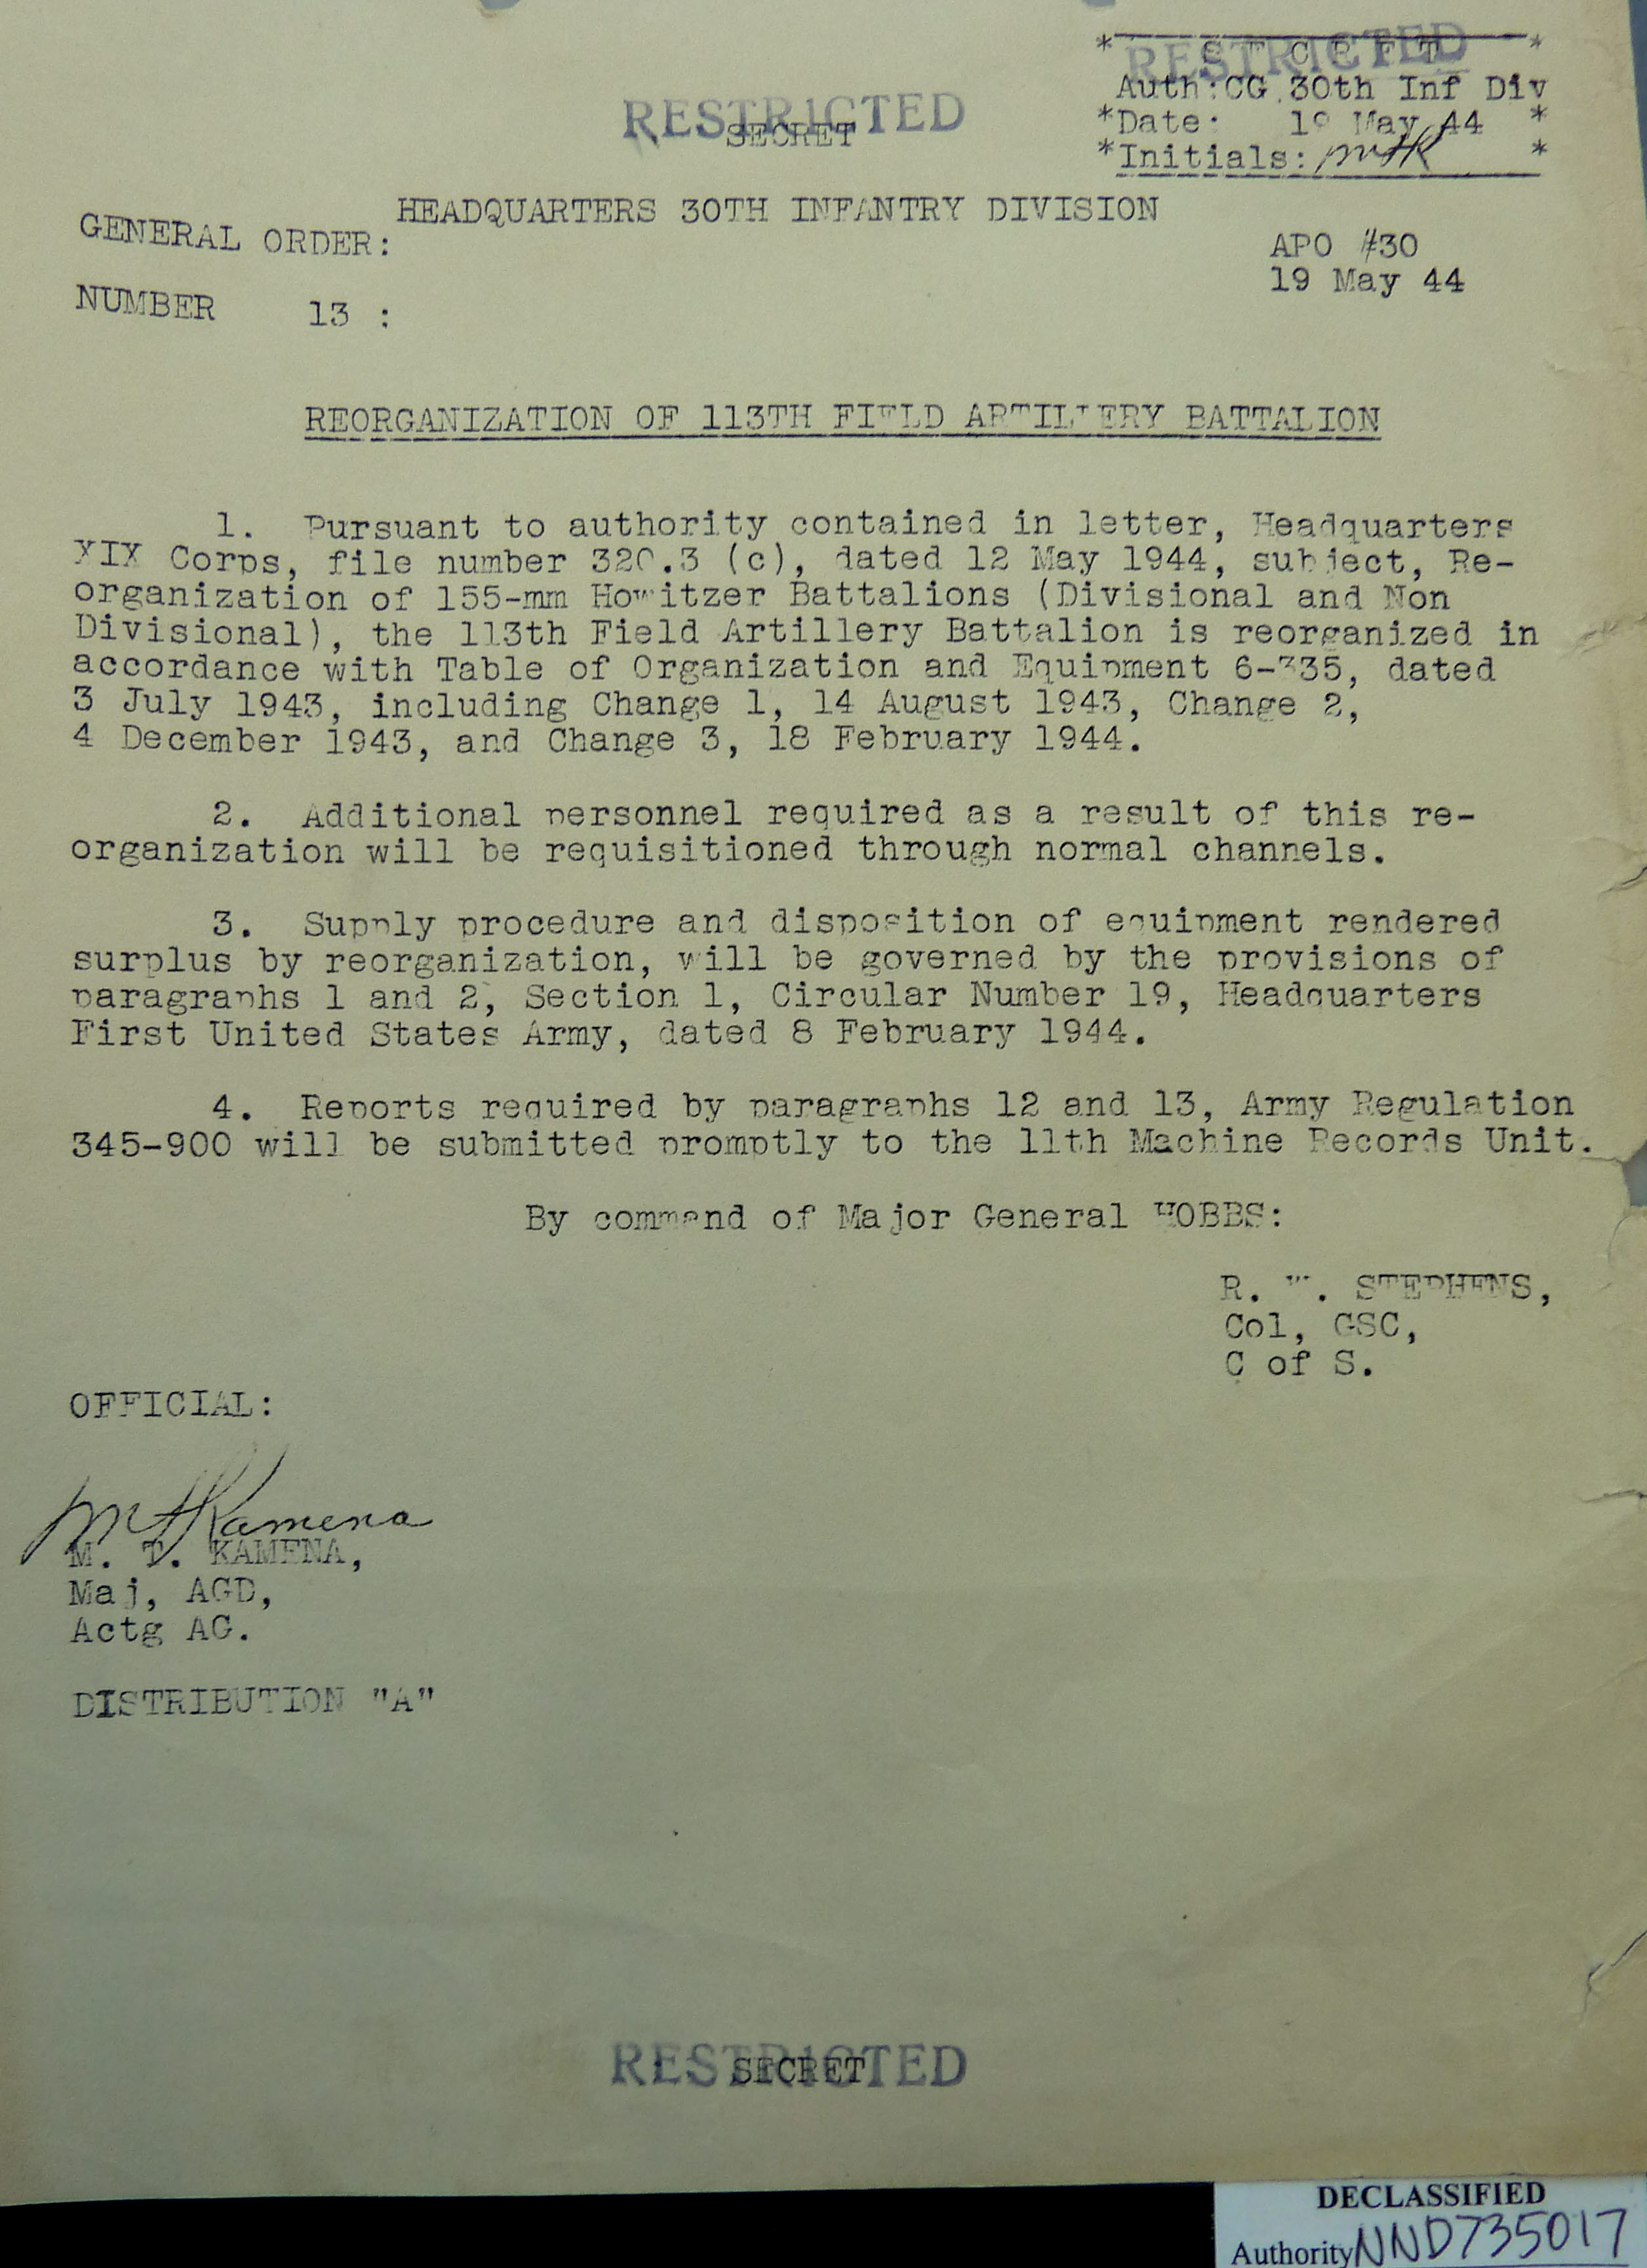 RESTRICTED
* S E C R E T *
RESTRICTED
SECRET
Auth:CG 30th Inf Div
*Date: 19 May 44 *
*Initials: MTK *
HEADQUARTERS 30TH INFANTRY DIVISION
GENERAL ORDER:
APO #30
19 May 44
NUMBER 13 :
REORGANIZATION OF 113TH FIELD ARTILLERY BATTALION
1. Pursuant to authority contained in letter, Headquarters
XIX Corps, file number 320.3 (c), dated 12 May 1944, subject, Re-
organization of 155-mm Howitzer Battalions (Divisional and Non
Divisional), the 113th Field Artillery Battalion is reorganized in
accordance with Table of Organization and Equipment 6-335, dated
3 July 1943, including Change 1, 14 August 1943, Change 2,
4 December 1943, and Change 3, 18 February 1944.
2. Additional personnel required as a result of this re-
organization will be requisitioned through normal channels.
3. Supply procedure and disposition of equipment rendered
surplus by reorganization, will be governed by the provisions of
paragraphs 1 and 2, Section 1, Circular Number 19, Headquarters
First United States Army, dated 8 February 1944.
4. Reports required by paragraphs 12 and 13, Army Regulation
345-900 will be submitted promptly to the 11th Machine Records Unit.
By command of Major General HOBBS:
R. W. STEPHENS,
Col, GSC,
C of S.
OFFICIAL:
M T Kamena
M. T. KAMENA,
Maj, AGD,
Actg AG.
DISTRIBUTION "A"
RESTRICTED
SECRET
DECLASSIFIED
Authority NND735017